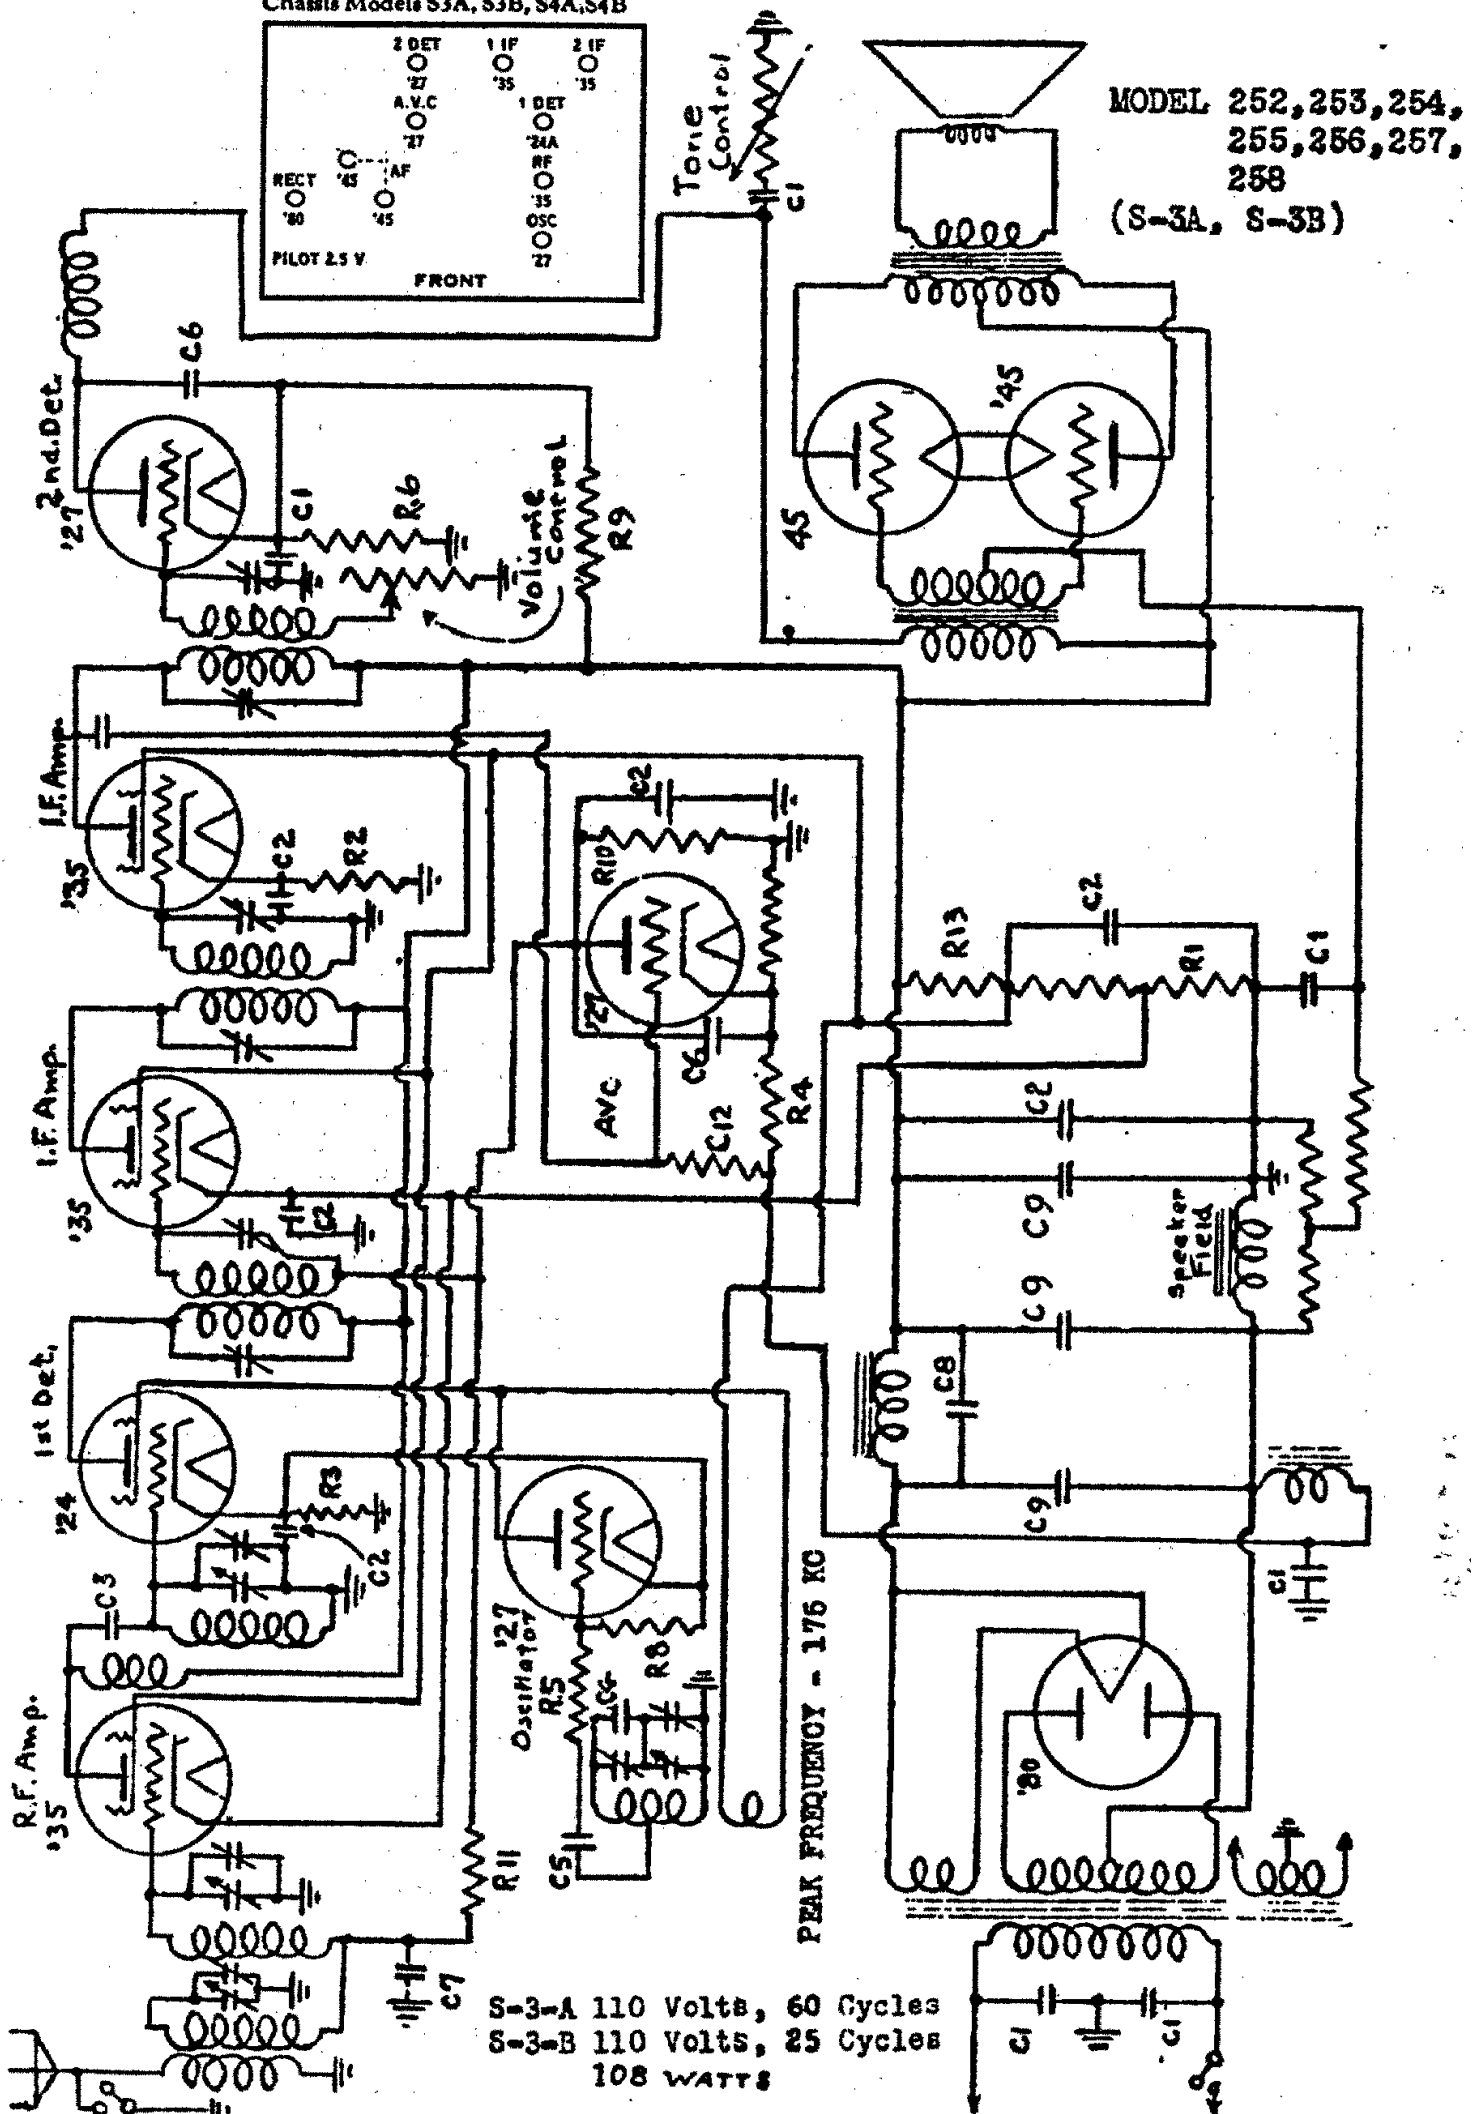 Chassis Models S3A, S3B, S4A, S4B
2 DET
'27
1 IF
'35
2 IF
'35
A.V.C
'27
1 DET
'24A
'45
AF
RF
'35
RECT
'80
'45
OSC
'27
PILOT 2.5 V.
FRONT
Tone
Control
C1
MODEL 252,253,254,
255,256,257,
258
(S-3A, S-3B)
2nd.Det.
'27
C6
C1
R6
Volume
Control
R9
45
'45
I.F.Amp.
'35
C2
R2
C2
R10
'27
C6
AVC
C12
R4
R13
C2
R1
C1
I.F. Amp.
'35
C2
C2
C9
Speaker
Field
C9
C8
C9
C1
1st Det.
'24
R3
C2
C3
'27
Oscillator
R5
C4
R8
C5
R.F. Amp.
'35
R11
C7
PEAK FREQUENCY - 175 KC
'80
S-3-A 110 Volts, 60 Cycles
S-3-B 110 Volts, 25 Cycles
108 WATTS
C1
C1